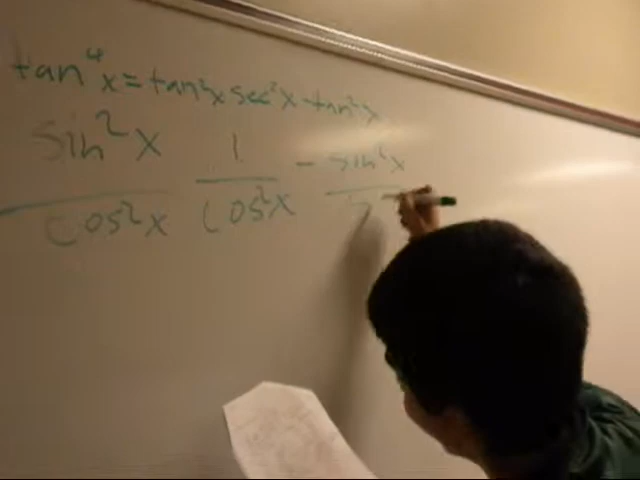 tan⁴x = tan²x sec²x - tan²x
sin²x / cos²x 1 / cos²x - sin²x